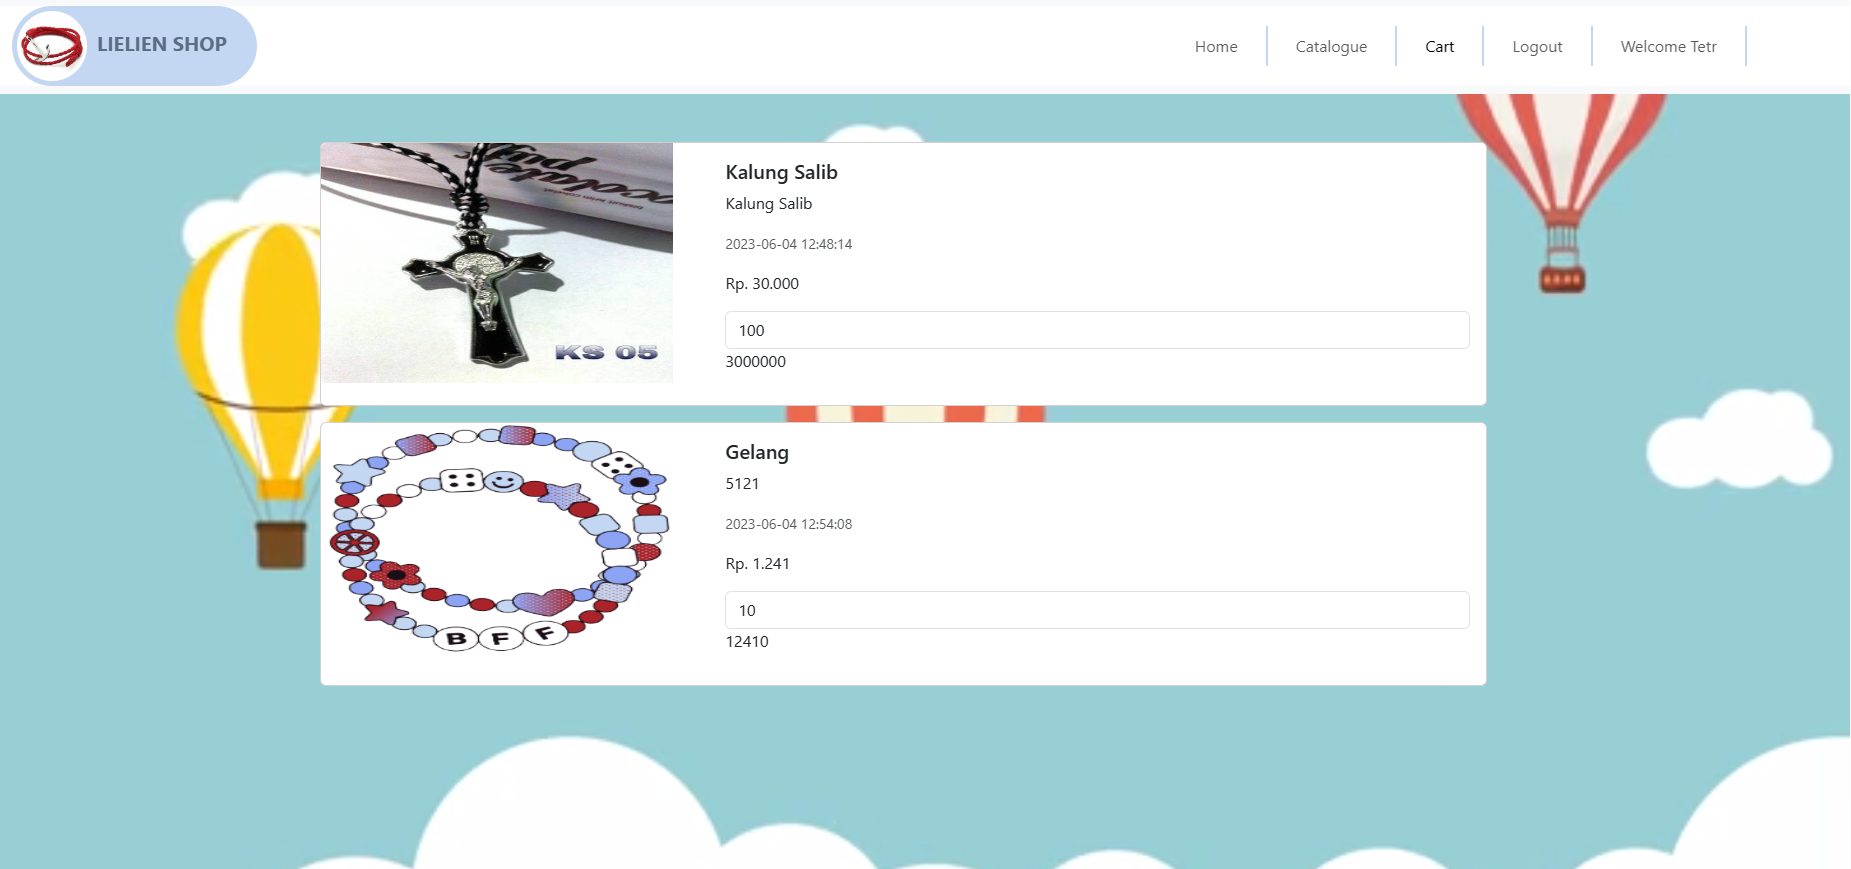 LIELIEN SHOP
Home
Catalogue
Cart
Logout
Welcome Tetr
KS 05
Kalung Salib
Kalung Salib
2023-06-04 12:48:14
Rp. 30.000
100
3000000
BFF
Gelang
5121
2023-06-04 12:54:08
Rp. 1.241
10
12410